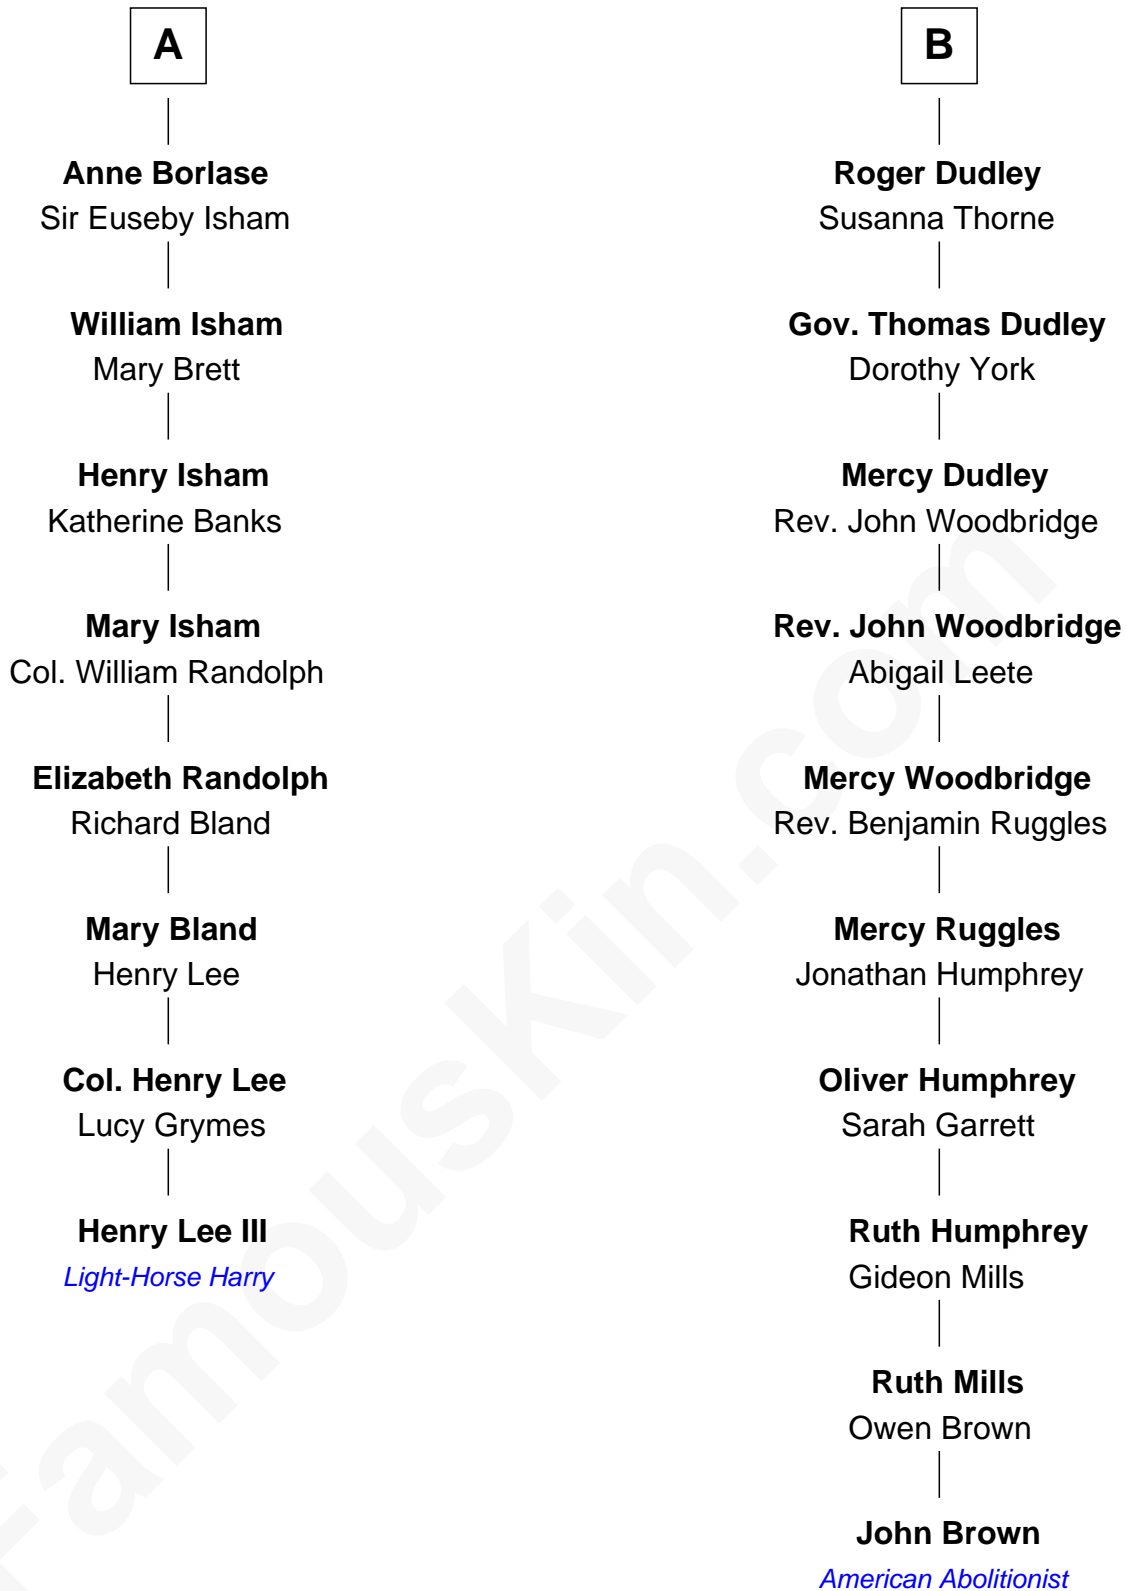 A
Anne Borlase
Sir Euseby Isham
William Isham
Mary Brett
Henry Isham
Katherine Banks
Mary Isham
Col. William Randolph
Elizabeth Randolph
Richard Bland
Mary Bland
Henry Lee
Col. Henry Lee
Lucy Grymes
Henry Lee III
Light-Horse Harry
B
Roger Dudley
Susanna Thorne
Gov. Thomas Dudley
Dorothy York
Mercy Dudley
Rev. John Woodbridge
Rev. John Woodbridge
Abigail Leete
Mercy Woodbridge
Rev. Benjamin Ruggles
Mercy Ruggles
Jonathan Humphrey
Oliver Humphrey
Sarah Garrett
Ruth Humphrey
Gideon Mills
Ruth Mills
Owen Brown
John Brown
American Abolitionist
FamousKin.com